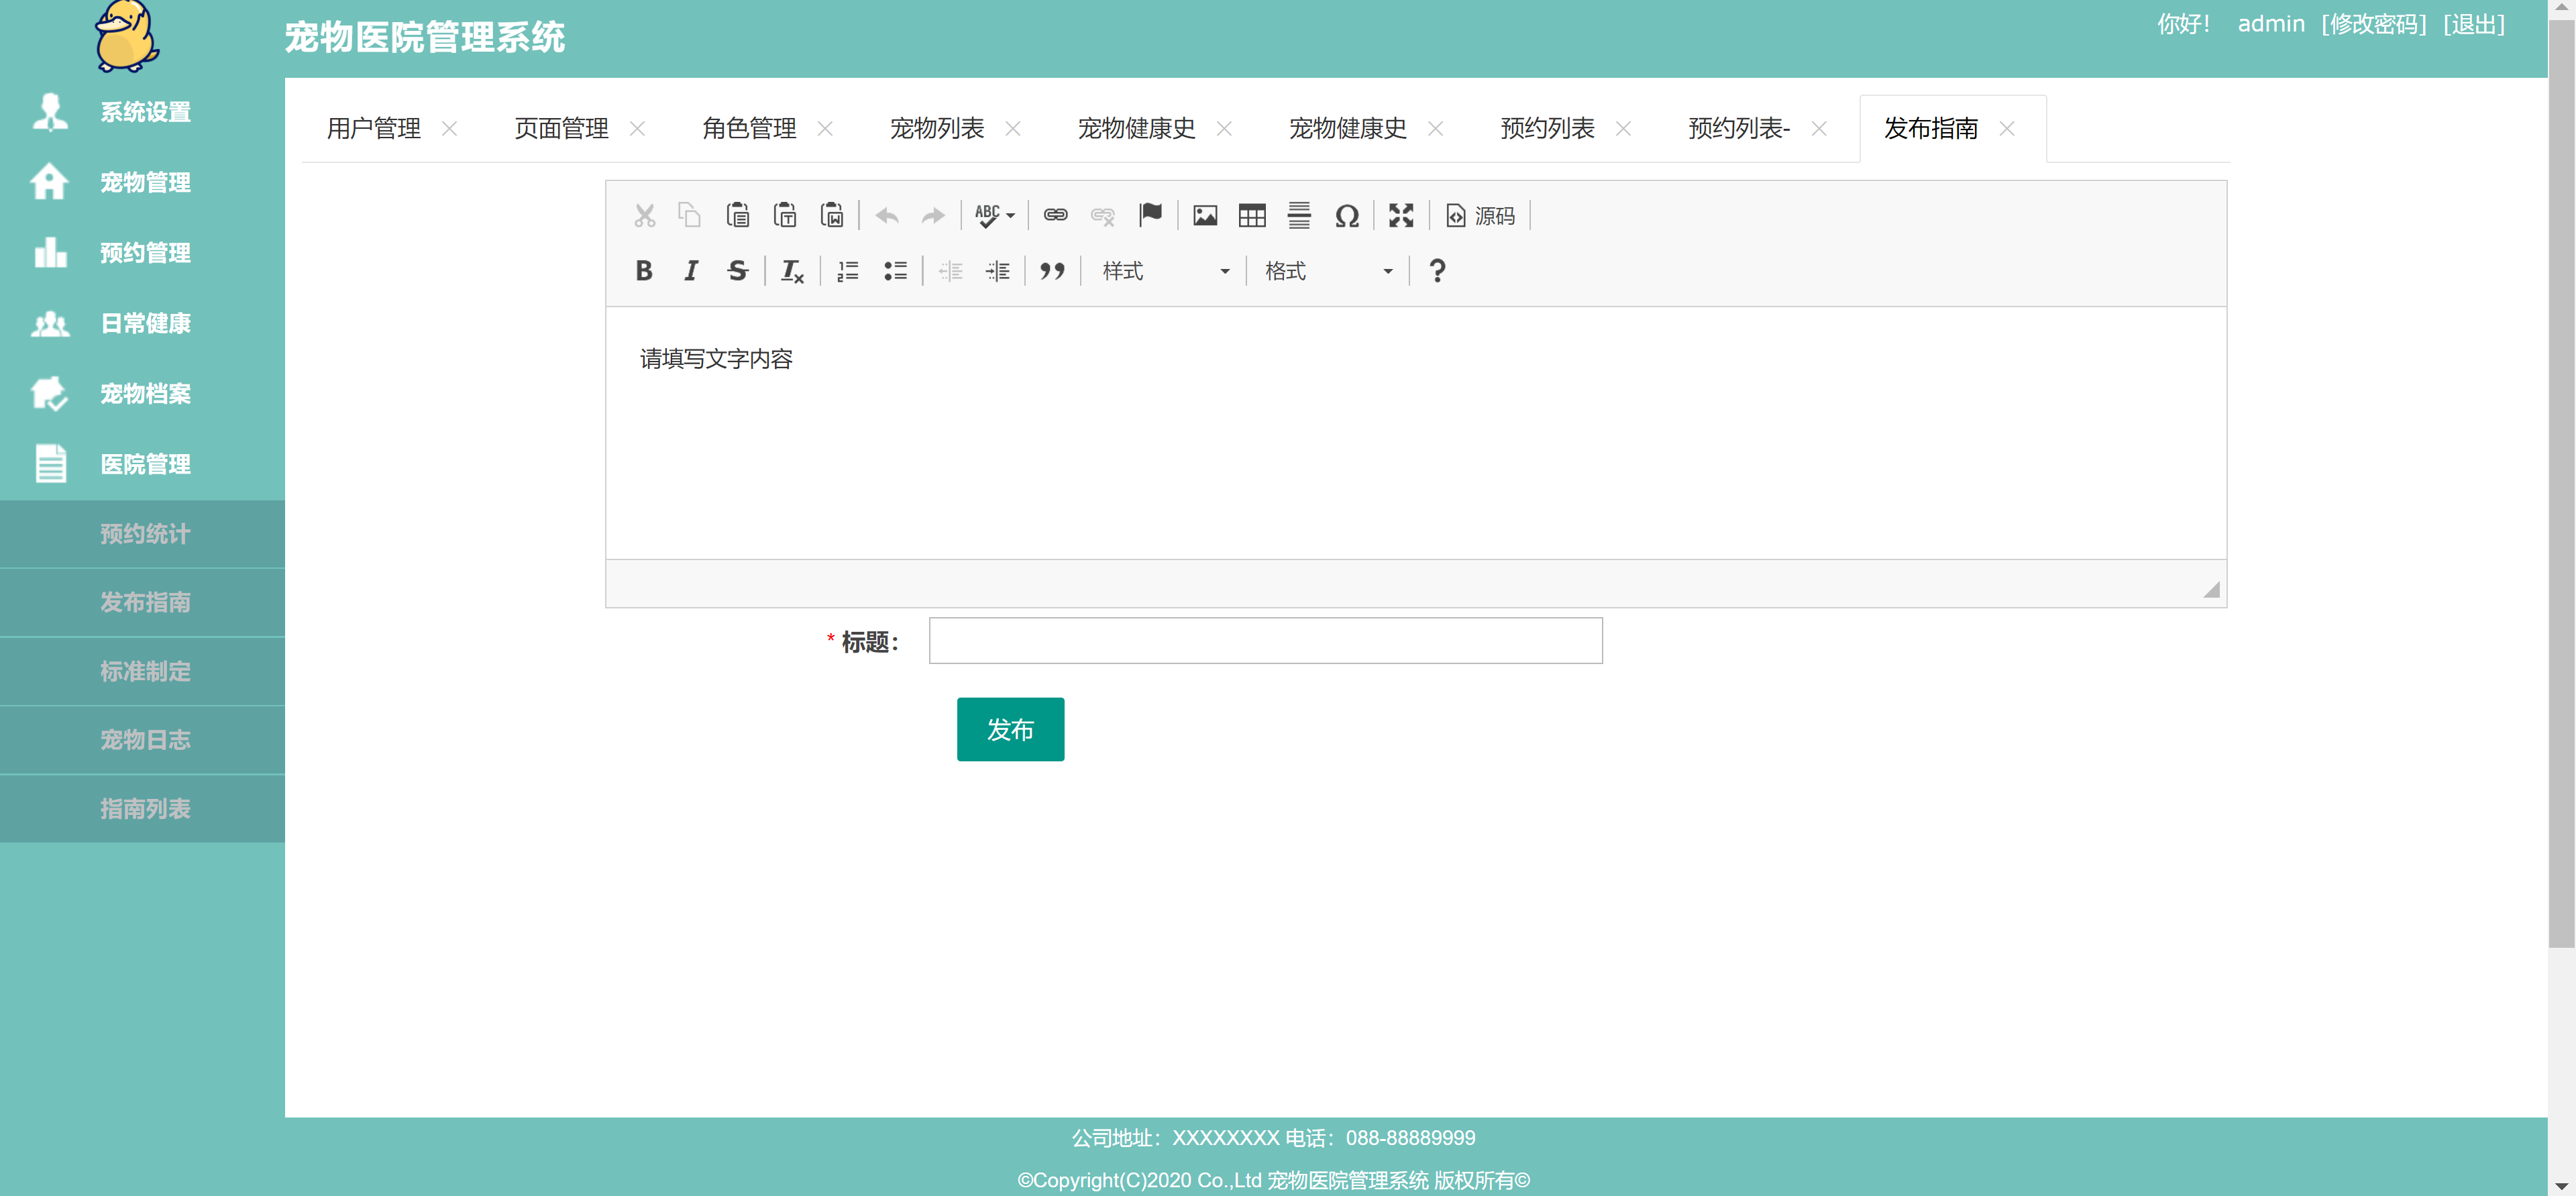 宠物医院管理系统
你好! admin [修改密码] [退出]
系统设置
宠物管理
预约管理
日常健康
宠物档案
医院管理
预约统计
发布指南
标准制定
宠物日志
指南列表
用户管理 页面管理 角色管理 宠物列表 宠物健康史 宠物健康史 预约列表 预约列表- 发布指南
ABC 源码
样式 格式
请填写文字内容
* 标题：
发布
公司地址：XXXXXXXX 电话：088-88889999
©Copyright(C)2020 Co.,Ltd 宠物医院管理系统 版权所有©